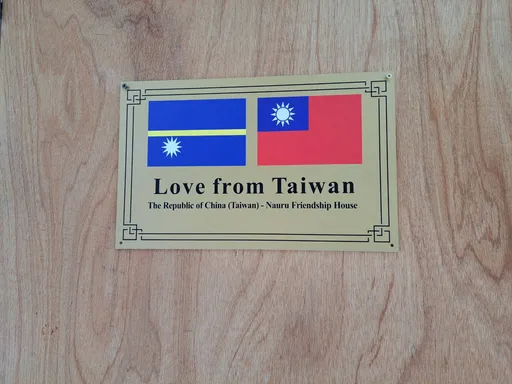 Love from Taiwan
The Republic of China (Taiwan) - Nauru Friendship House